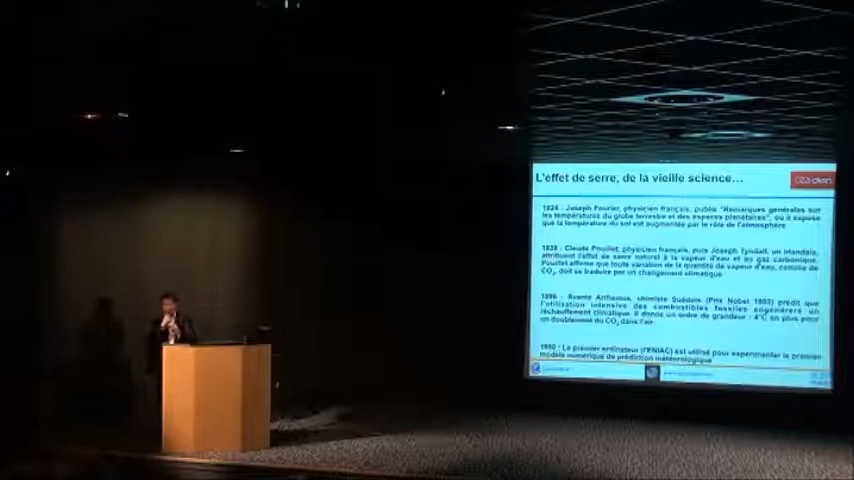 L'effet de serre, de la vieille science...
cea den
1824 : Joseph Fourier, physicien français, publie "Remarques générales sur
les températures du globe terrestre et des espaces planétaires", où il expose
que la température du sol est augmentée par le rôle de l'atmosphère
1838 : Claude Pouillet, physicien français, puis Joseph Tyndall, un irlandais,
attribuent l'effet de serre naturel à la vapeur d'eau et au gaz carbonique.
Pouillet affirme que toute variation de la quantité de vapeur d'eau, comme de
CO2, doit se traduire par un changement climatique
1896 : Svante Arrhenius, chimiste Suédois (Prix Nobel 1903) prédit que
l'utilisation intensive des combustibles fossiles engendrera un
réchauffement climatique. Il donne un ordre de grandeur : 4°C en plus pour
un doublement du CO2 dans l'air
1950 : Le premier ordinateur (l'ENIAC) est utilisé pour expérimenter le premier
modèle numérique de prédiction météorologique